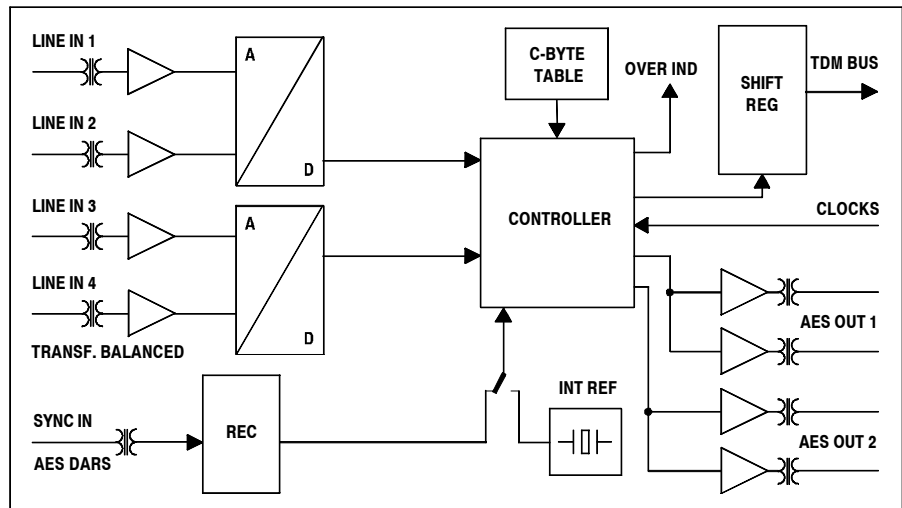 LINE IN 1
A
D
LINE IN 2
LINE IN 3
A
D
LINE IN 4
TRANSF. BALANCED
SYNC IN
AES DARS
REC
C-BYTE
TABLE
OVER IND
SHIFT
REG
TDM BUS
CONTROLLER
CLOCKS
INT REF
AES OUT 1
AES OUT 2